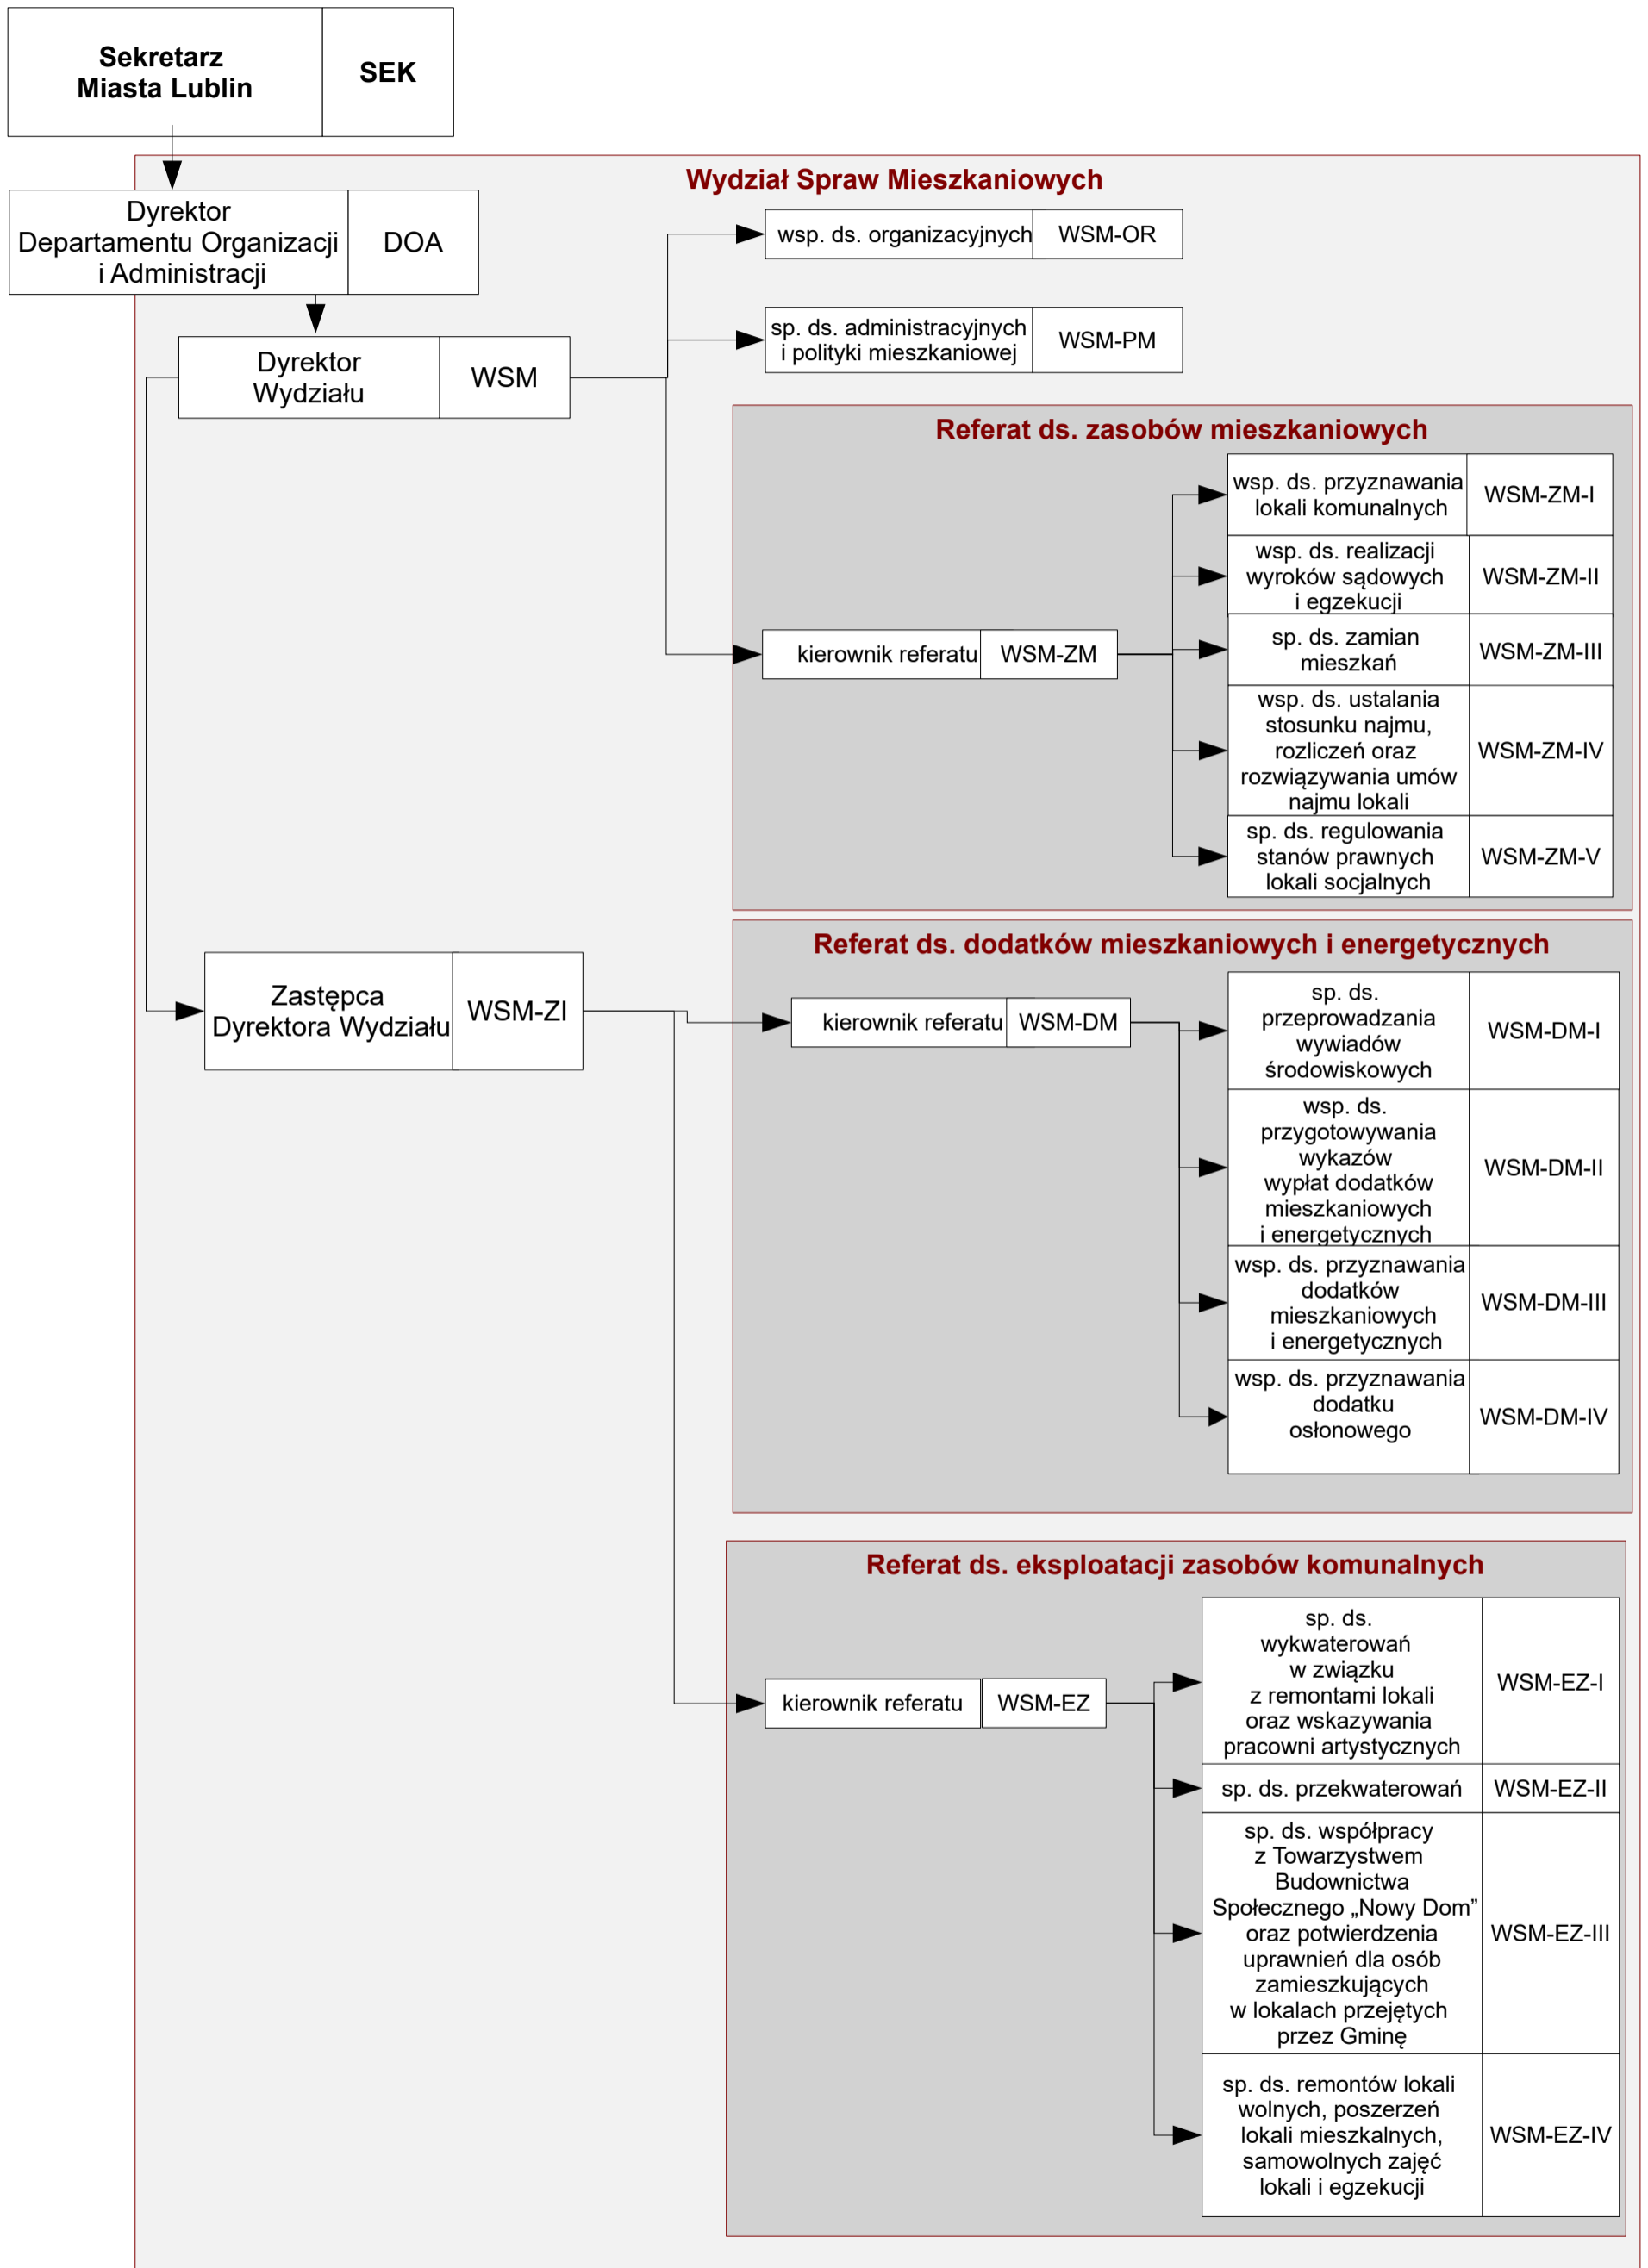 Sekretarz
Miasta Lublin
SEK
Wydział Spraw Mieszkaniowych
Dyrektor
Departamentu Organizacji
i Administracji
DOA
wsp. ds. organizacyjnych
WSM-OR
sp. ds. administracyjnych
i polityki mieszkaniowej
WSM-PM
Dyrektor
Wydziału
WSM
Referat ds. zasobów mieszkaniowych
kierownik referatu
WSM-ZM
wsp. ds. przyznawania
lokali komunalnych
WSM-ZM-I
wsp. ds. realizacji
wyroków sądowych
i egzekucji
WSM-ZM-II
sp. ds. zamian
mieszkań
WSM-ZM-III
wsp. ds. ustalania
stosunku najmu,
rozliczeń oraz
rozwiązywania umów
najmu lokali
WSM-ZM-IV
sp. ds. regulowania
stanów prawnych
lokali socjalnych
WSM-ZM-V
Zastępca
Dyrektora Wydziału
WSM-ZI
Referat ds. dodatków mieszkaniowych i energetycznych
kierownik referatu
WSM-DM
sp. ds.
przeprowadzania
wywiadów
środowiskowych
WSM-DM-I
wsp. ds.
przygotowywania
wykazów
wypłat dodatków
mieszkaniowych
i energetycznych
WSM-DM-II
wsp. ds. przyznawania
dodatków
mieszkaniowych
i energetycznych
WSM-DM-III
wsp. ds. przyznawania
dodatku
osłonowego
WSM-DM-IV
Referat ds. eksploatacji zasobów komunalnych
kierownik referatu
WSM-EZ
sp. ds.
wykwaterowań
w związku
z remontami lokali
oraz wskazywania
pracowni artystycznych
WSM-EZ-I
sp. ds. przekwaterowań
WSM-EZ-II
sp. ds. współpracy
z Towarzystwem
Budownictwa
Społecznego „Nowy Dom”
oraz potwierdzenia
uprawnień dla osób
zamieszkujących
w lokalach przejętych
przez Gminę
WSM-EZ-III
sp. ds. remontów lokali
wolnych, poszerzeń
lokali mieszkalnych,
samowolnych zajęć
lokali i egzekucji
WSM-EZ-IV